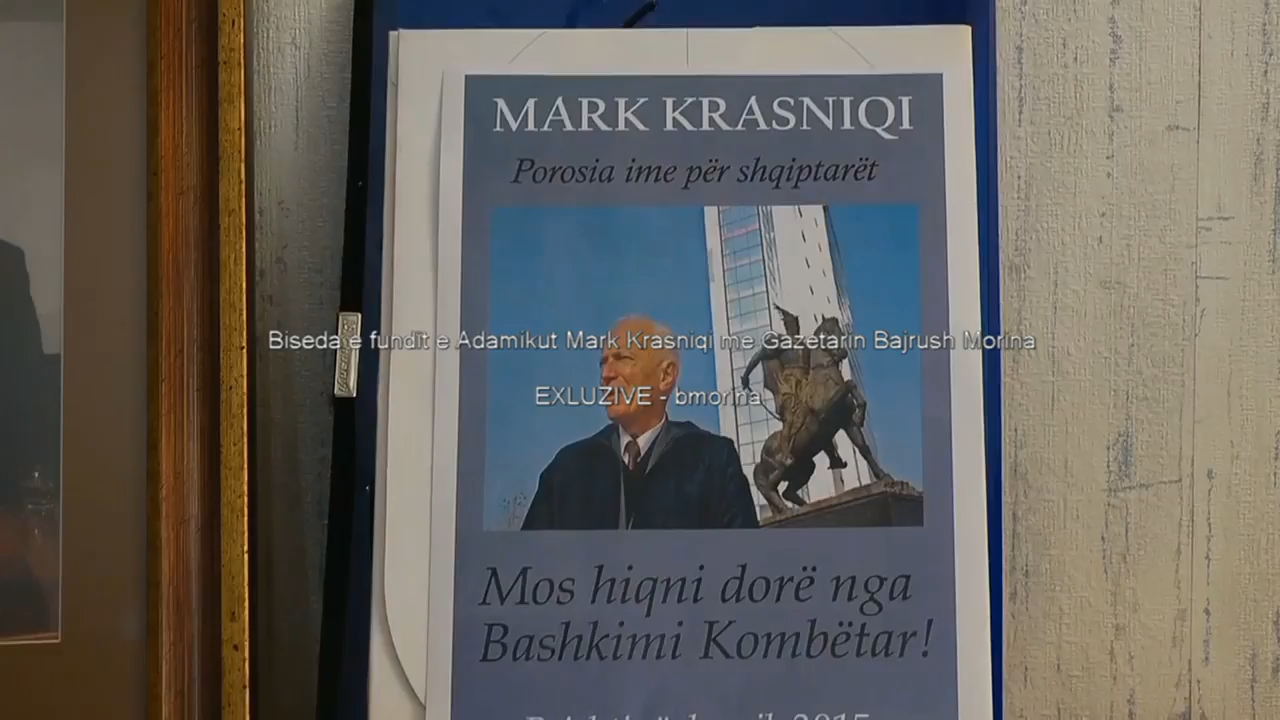 MARK KRASNIQI
Porosia ime për shqiptarët
Biseda e fundit e Adamikut Mark Krasniqi me Gazetarin Bajrush Morina
EXLUZIVE - bmorina
Mos hiqni dorë nga
Bashkimi Kombëtar!
2015